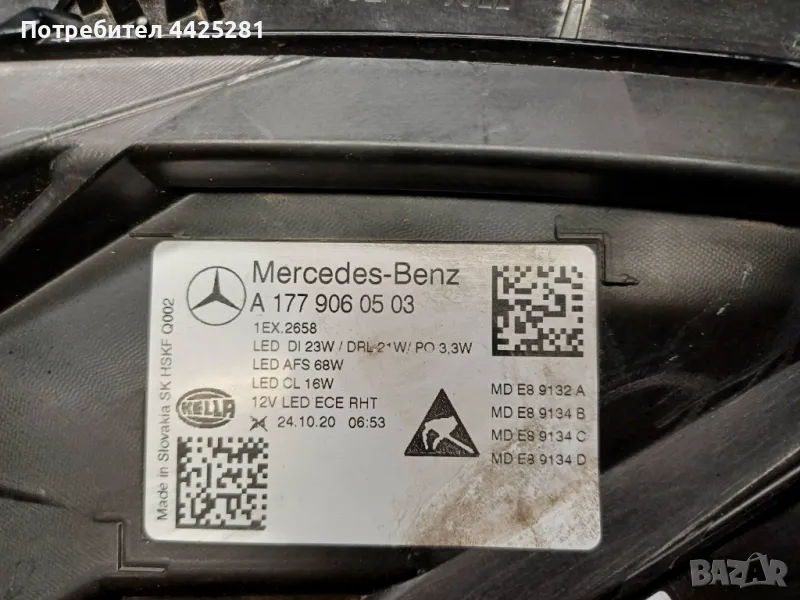 Потребител 4425281
Mercedes-Benz
A 177 906 05 03
1EX.2658
LED DI 23W / DRL 21W/ PO 3,3W
LED AFS 68W
LED CL 16W
12V LED ECE RHT
24.10.20 06:53
HELLA
Made in Slovakia SK HSKF Q002
MD E8 9132 A
MD E8 9134 B
MD E8 9134 C
MD E8 9134 D
BAZAR